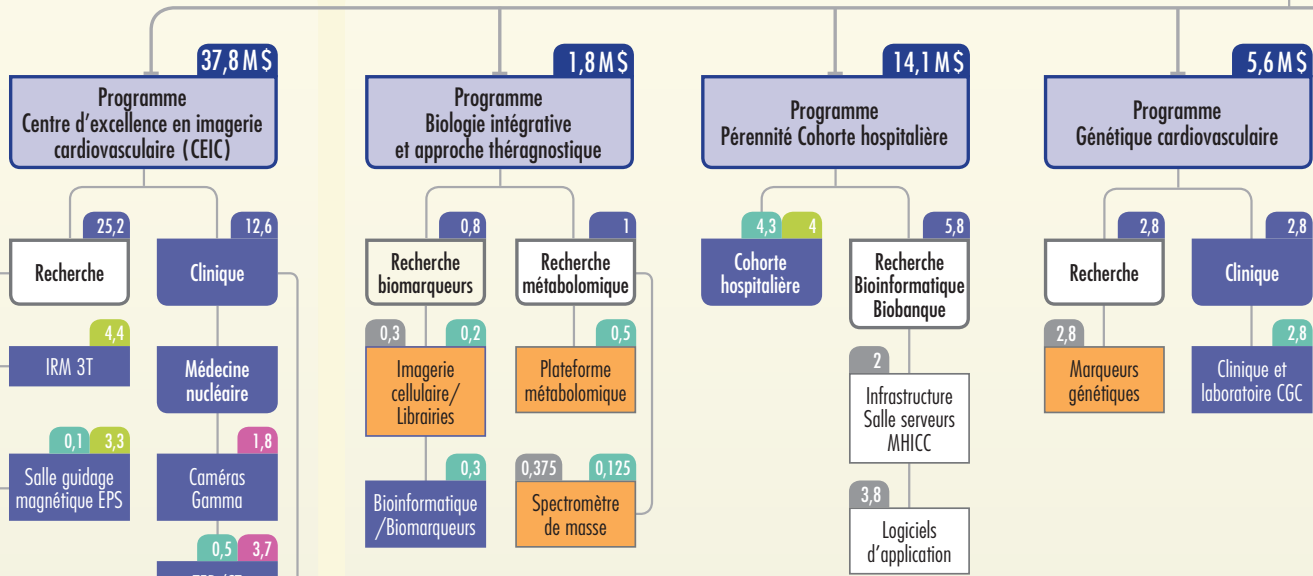 37,8 M $
Programme
Centre d'excellence en imagerie
cardiovasculaire (CEIC)
25,2
Recherche
4,4
IRM 3T
0,1 3,3
Salle guidage
magnétique EPS
12,6
Clinique
Médecine
nucléaire
1,8
Caméras
Gamma
0,5 3,7
1,8 M $
Programme
Biologie intégrative
et approche théragnostique
0,8
Recherche
biomarqueurs
0,3 0,2
Imagerie
cellulaire/
Librairies
0,3
Bioinformatique
/Biomarqueurs
1
Recherche
métabolomique
0,5
Plateforme
métabolomique
0,375 0,125
Spectromètre
de masse
14,1 M $
Programme
Pérennité Cohorte hospitalière
4,3 4
Cohorte
hospitalière
5,8
Recherche
Bioinformatique
Biobanque
2
Infrastructure
Salle serveurs
MHICC
3,8
Logiciels
d'application
5,6 M $
Programme
Génétique cardiovasculaire
2,8
Recherche
2,8
Marqueurs
génétiques
2,8
Clinique
2,8
Clinique et
laboratoire CGC